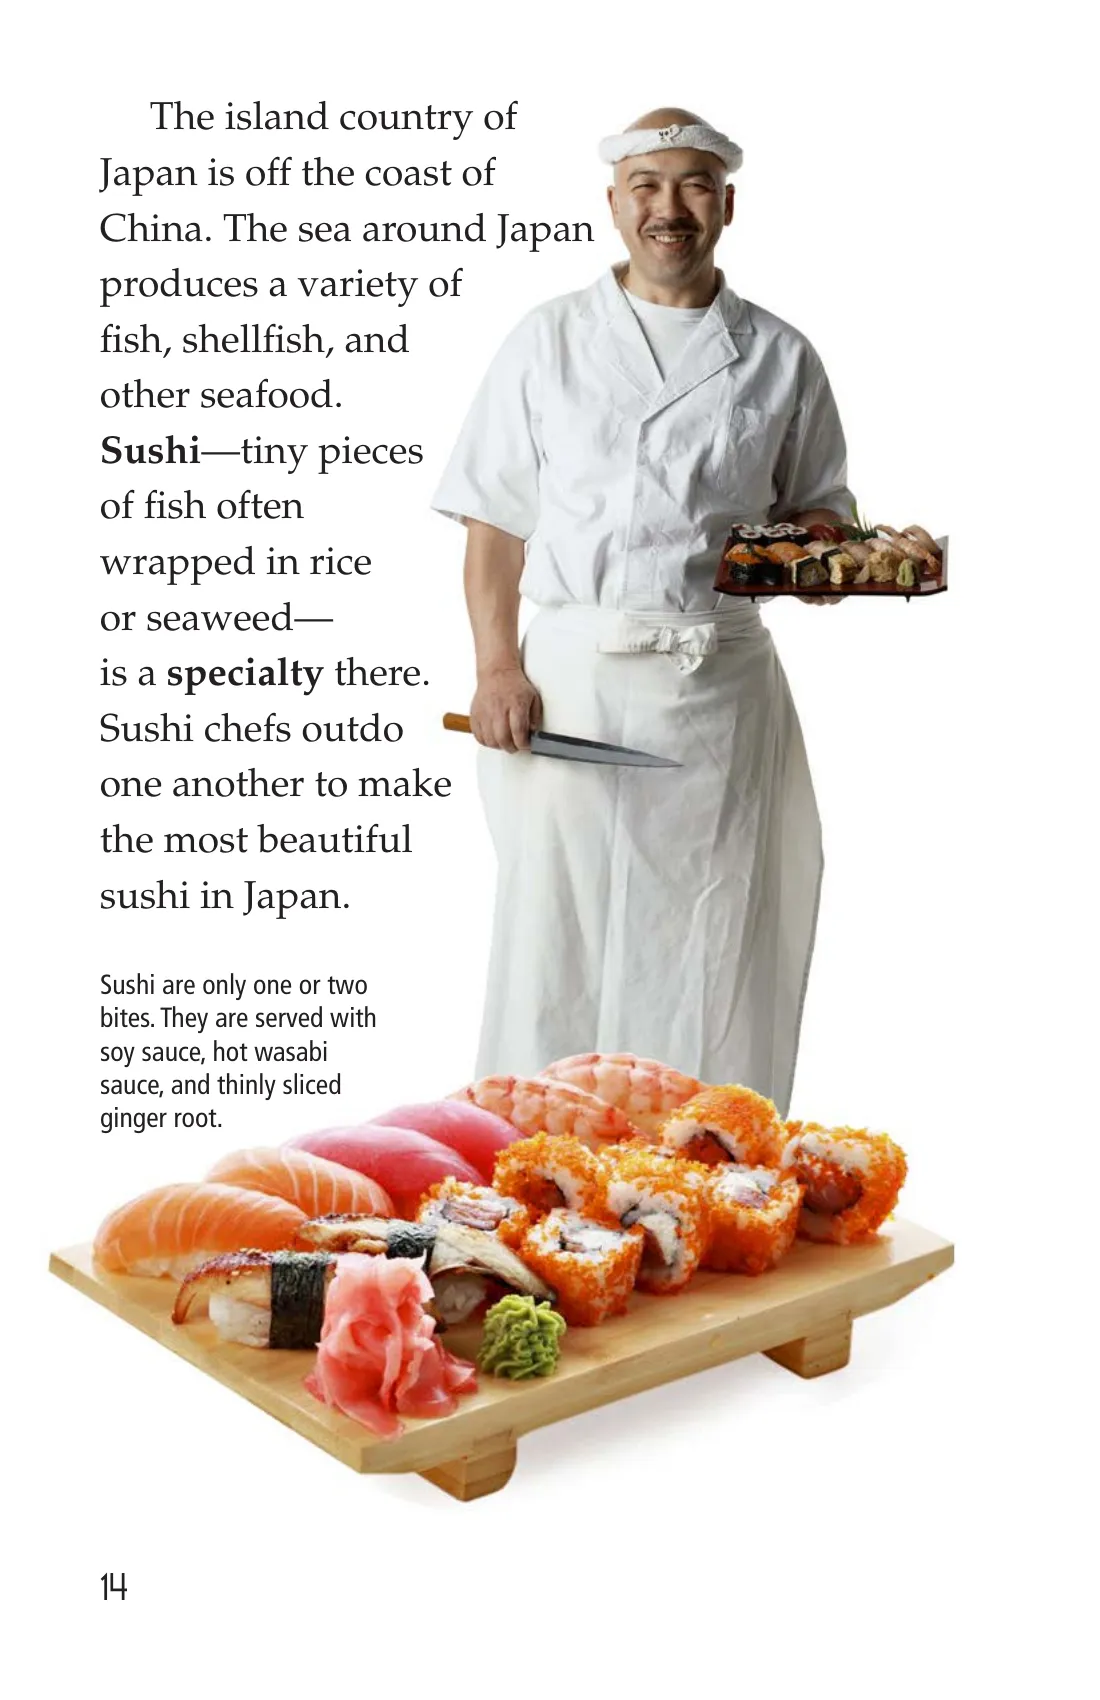 The island country of
Japan is off the coast of
China. The sea around Japan
produces a variety of
fish, shellfish, and
other seafood.
Sushi—tiny pieces
of fish often
wrapped in rice
or seaweed—
is a specialty there.
Sushi chefs outdo
one another to make
the most beautiful
sushi in Japan.
Sushi are only one or two
bites. They are served with
soy sauce, hot wasabi
sauce, and thinly sliced
ginger root.
14